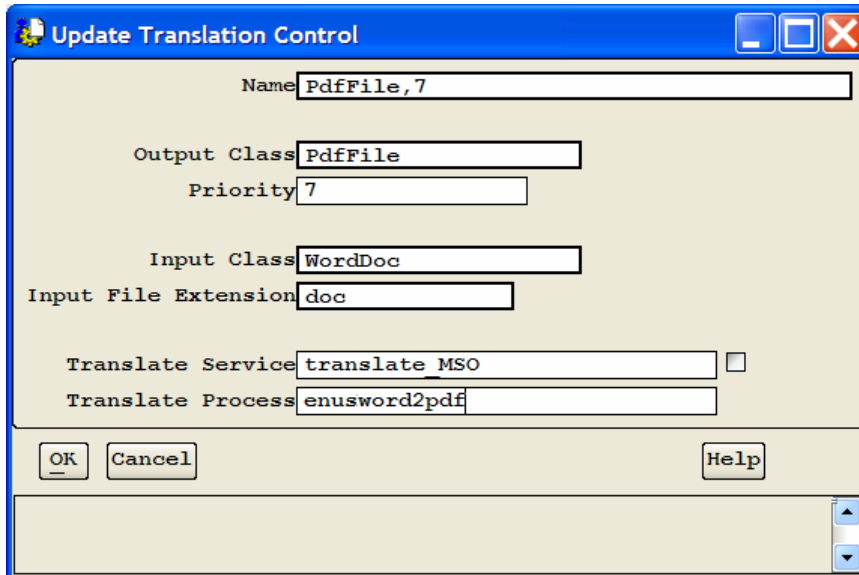 Update Translation Control
Name PdfFile,7
Output Class PdfFile
Priority 7
Input Class WordDoc
Input File Extension doc
Translate Service translate_MSO
Translate Process enusword2pdf
OK Cancel Help